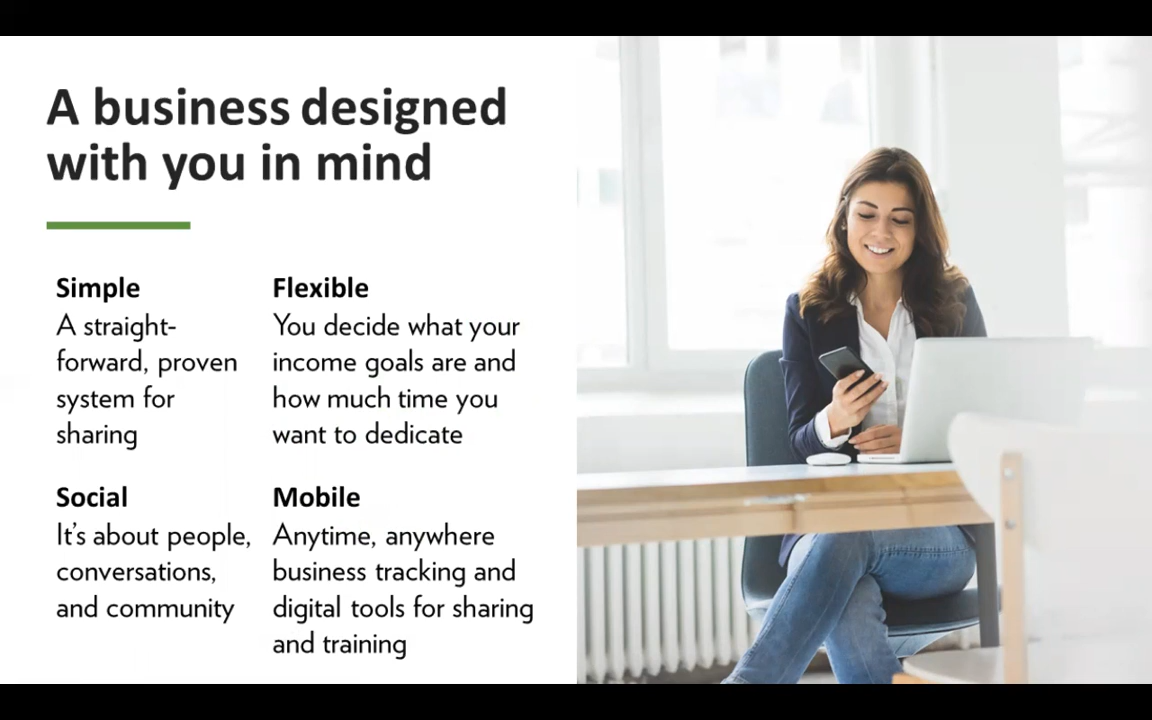 A business designed
with you in mind
Simple
A straight-
forward, proven
system for
sharing
Flexible
You decide what your
income goals are and
how much time you
want to dedicate
Social
It's about people,
conversations,
and community
Mobile
Anytime, anywhere
business tracking and
digital tools for sharing
and training